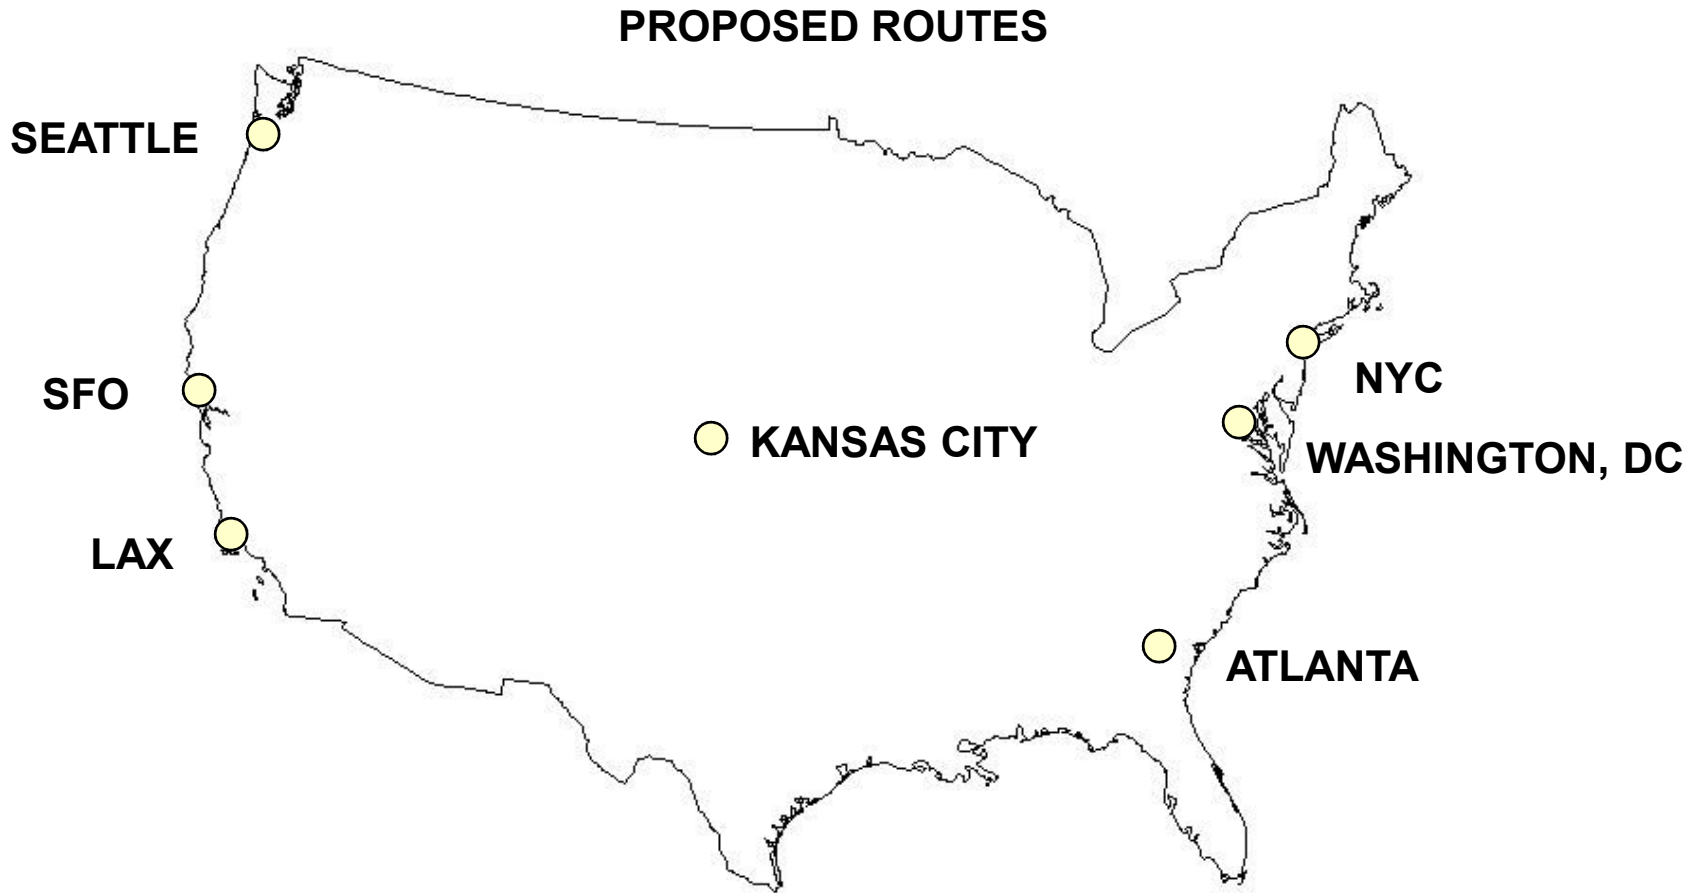 PROPOSED ROUTES
SEATTLE
SFO
NYC
KANSAS CITY
WASHINGTON, DC
LAX
ATLANTA